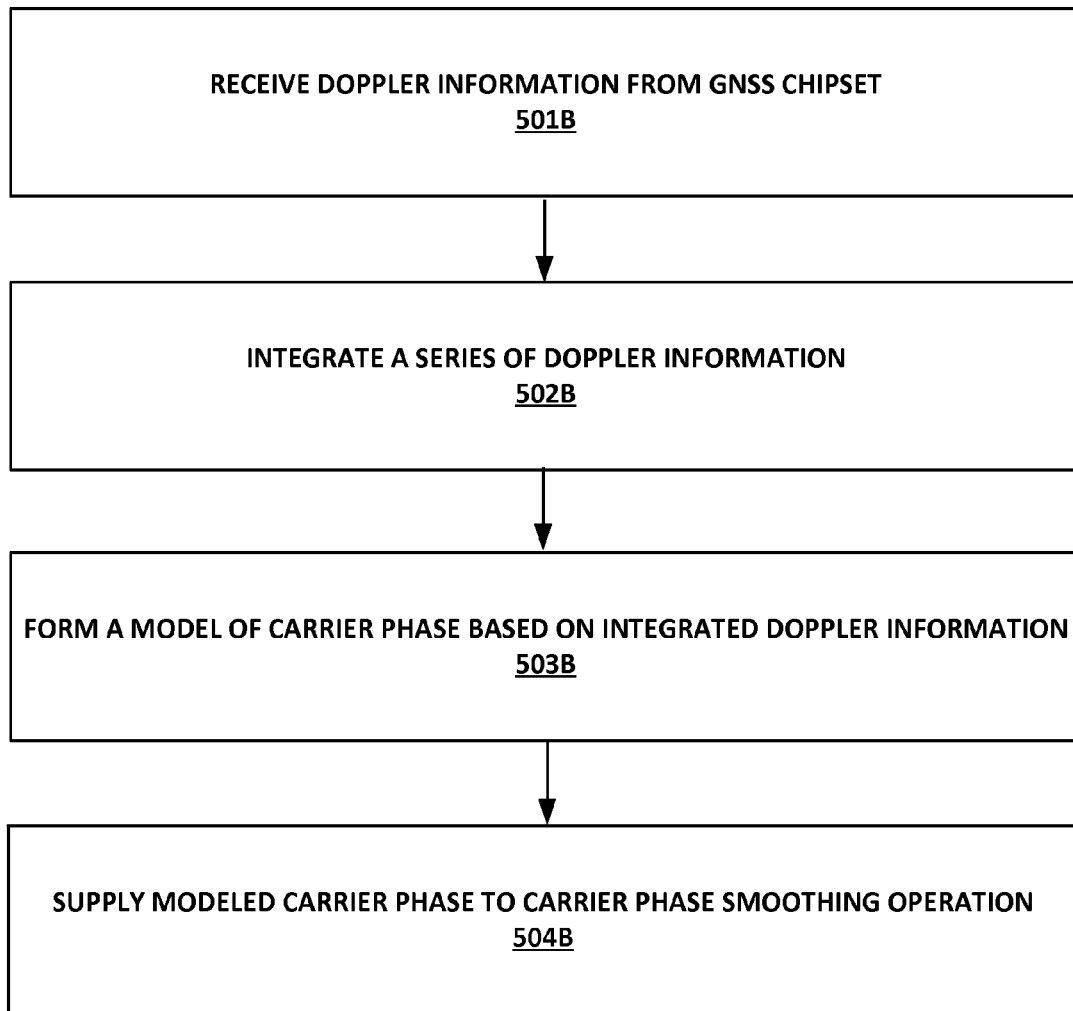 RECEIVE DOPPLER INFORMATION FROM GNSS CHIPSET
501B
INTEGRATE A SERIES OF DOPPLER INFORMATION
502B
FORM A MODEL OF CARRIER PHASE BASED ON INTEGRATED DOPPLER INFORMATION
503B
SUPPLY MODELED CARRIER PHASE TO CARRIER PHASE SMOOTHING OPERATION
504B